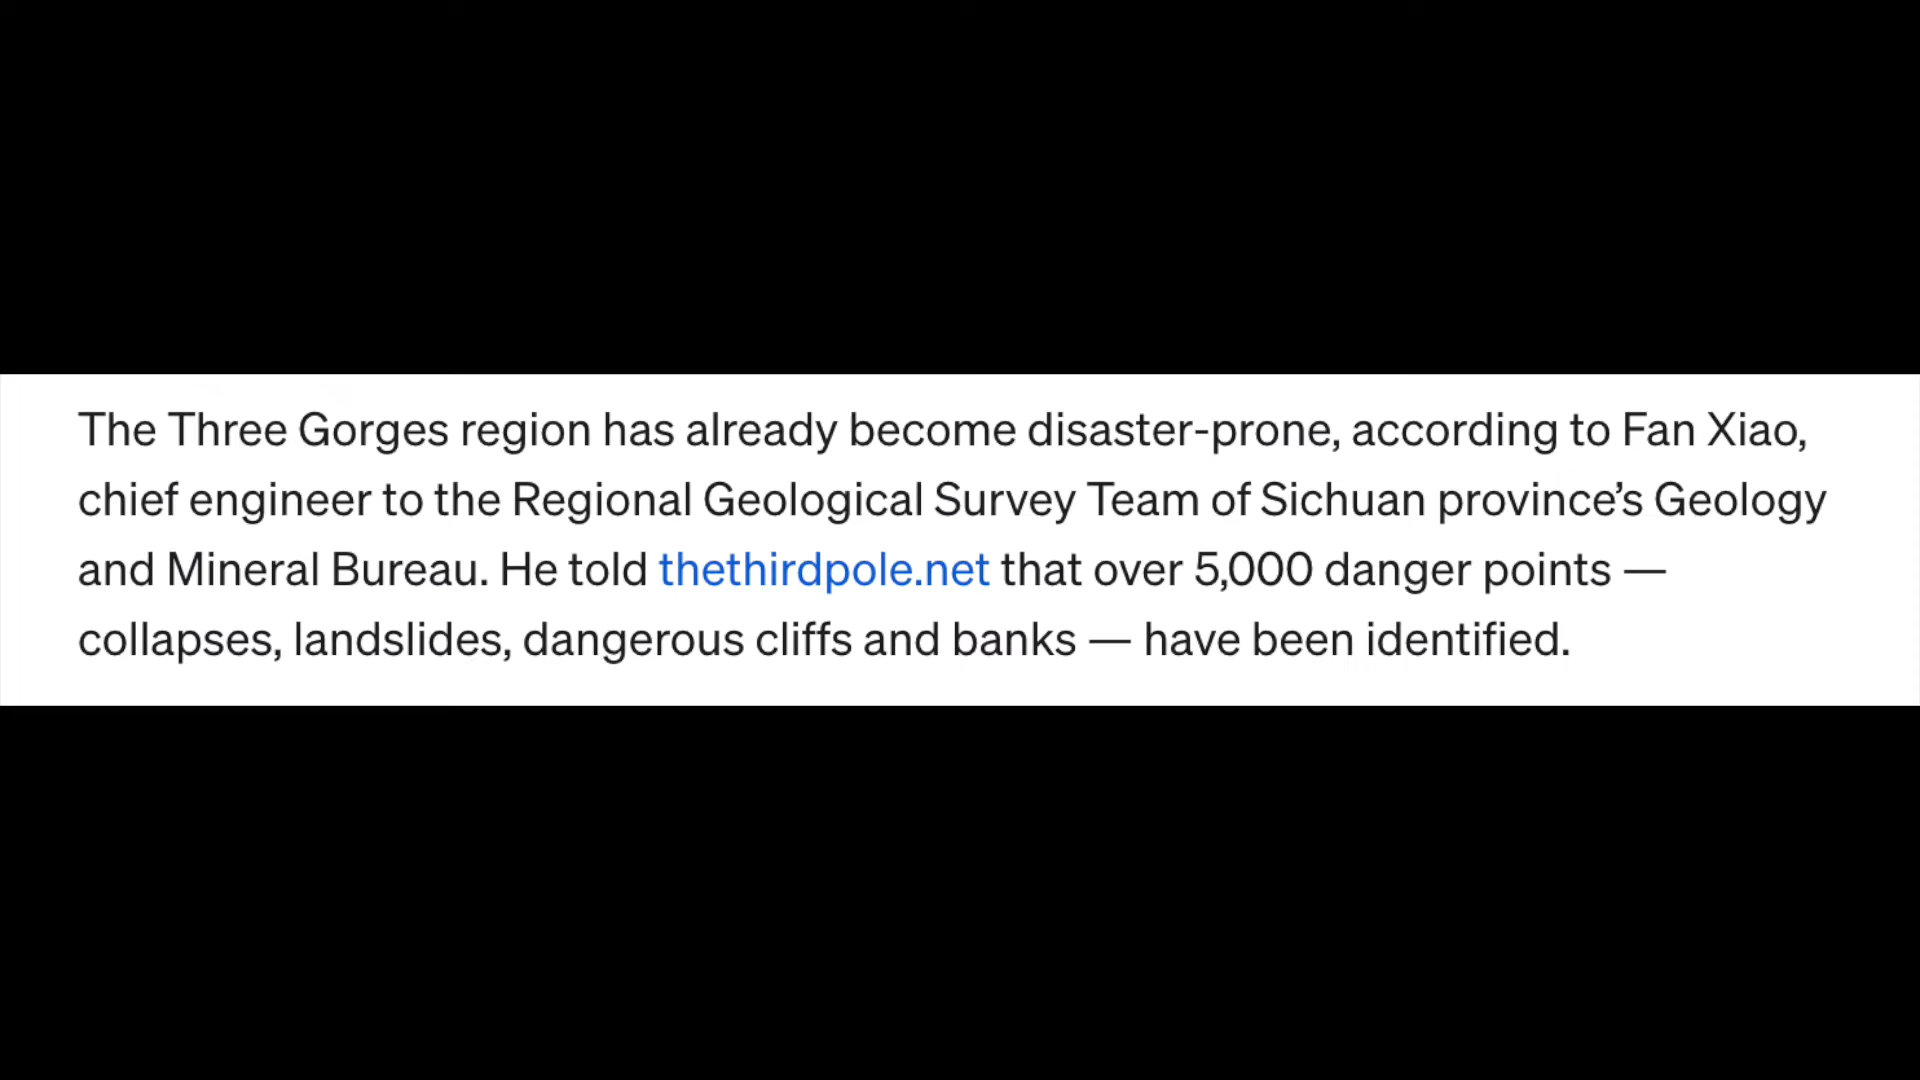 The Three Gorges region has already become disaster-prone, according to Fan Xiao,
chief engineer to the Regional Geological Survey Team of Sichuan province’s Geology
and Mineral Bureau. He told thethirdpole.net that over 5,000 danger points —
collapses, landslides, dangerous cliffs and banks — have been identified.